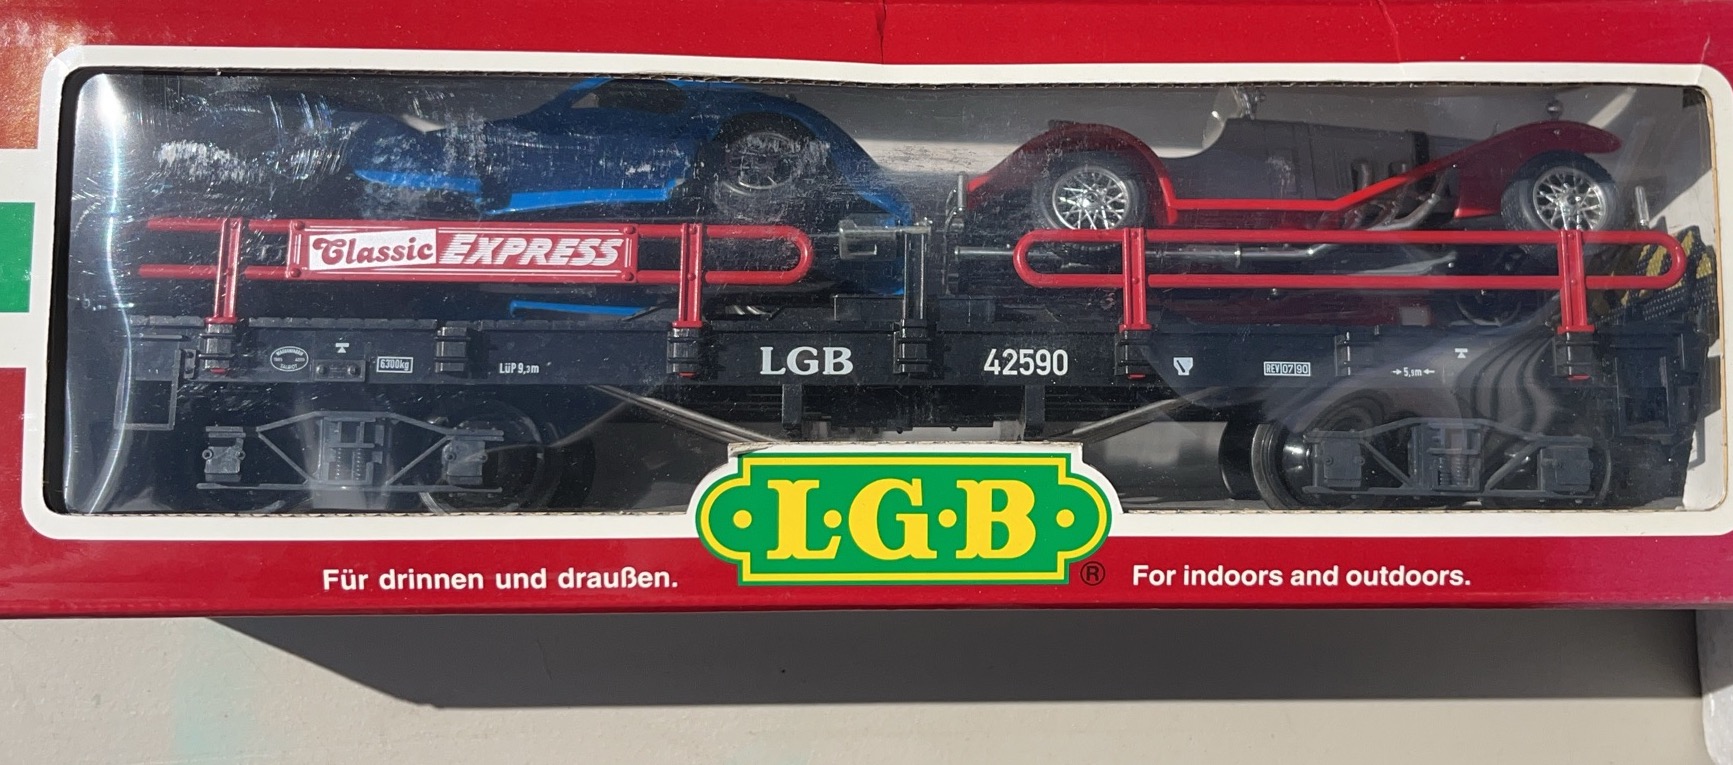 Classic EXPRESS
6300kg
LüP 9,3m
LGB
42590
REV 07 90
5,9m
L·G·B
®
Für drinnen und draußen.
For indoors and outdoors.